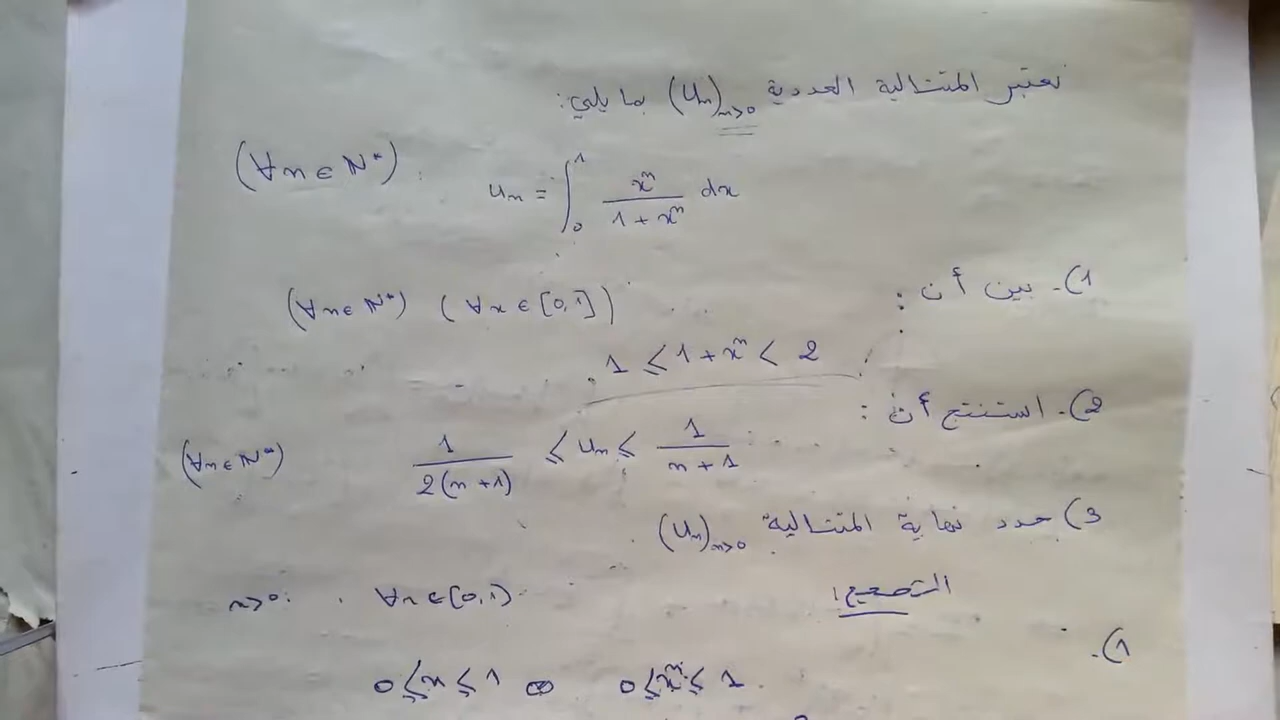 نعتبر المتتالية العددية (Un)n>0 بما يلي:
(∀n∈N*) un = ∫₀¹ xⁿ/(1+xⁿ) dx
1). بين أن : (∀n∈N*) (∀x∈[0,1])
1 ≤ 1+xⁿ < 2
2). استنتج أن :
(∀n∈N*) 1/(2(n+1)) ≤ un ≤ 1/(n+1)
3) حدد نهاية المتتالية (Un)n>0
التصحيح:
1). ∀x∈[0,1) n>0.
0≤x≤1 ⇔ 0≤xⁿ≤1